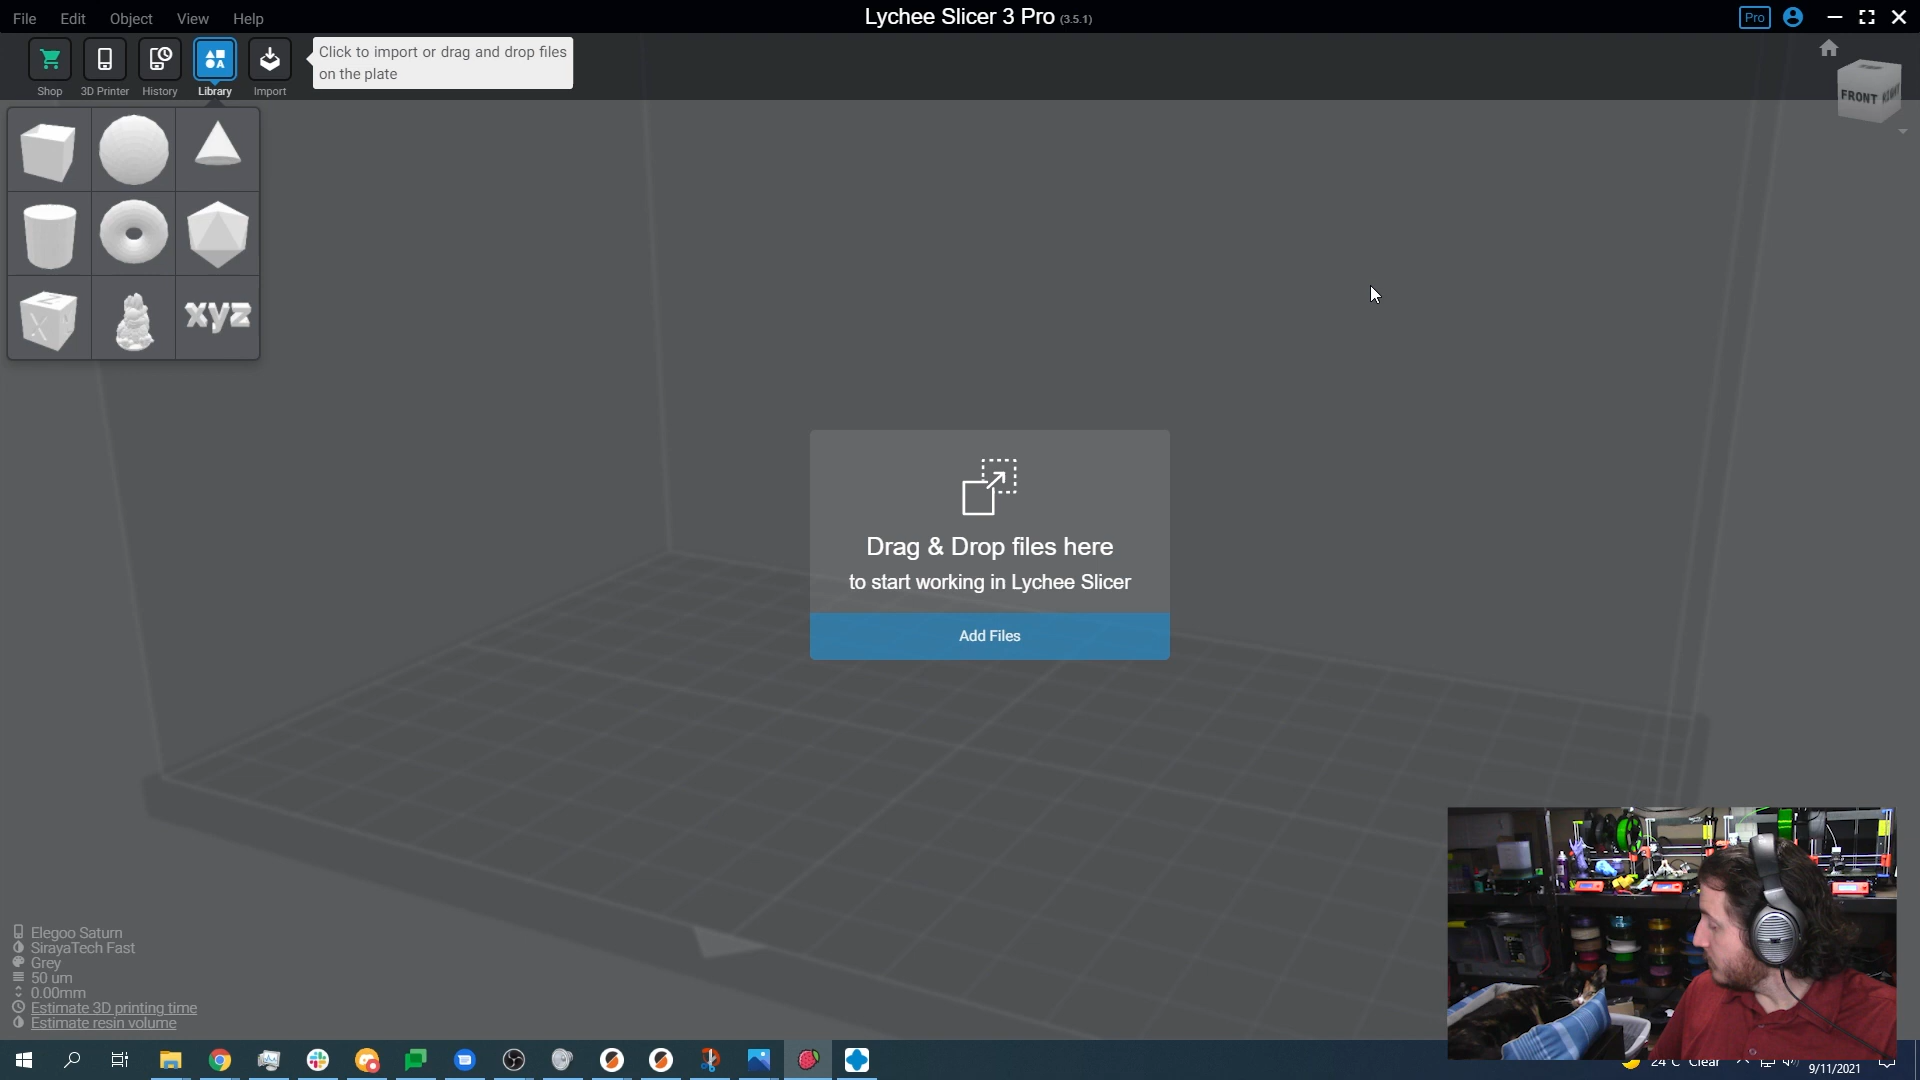 File Edit Object View Help
Lychee Slicer 3 Pro (3.5.1)
Pro
Shop
3D Printer
History
Library
Import
Click to import or drag and drop files
on the plate
FRONT RIGHT
X Z
xyz
Drag & Drop files here
to start working in Lychee Slicer
Add Files
Elegoo Saturn
SirayaTech Fast
Grey
50 um
0.00mm
Estimate 3D printing time
Estimate resin volume
24°C Clear
9/11/2021